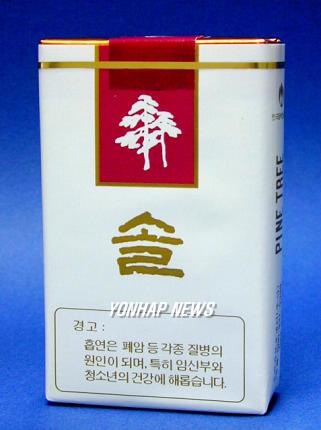 솔
YONHAP NEWS
PINE TREE
경고 :
흡연은 폐암 등 각종 질병의
원인이 되며, 특히 임신부와
청소년의 건강에 해롭습니다.